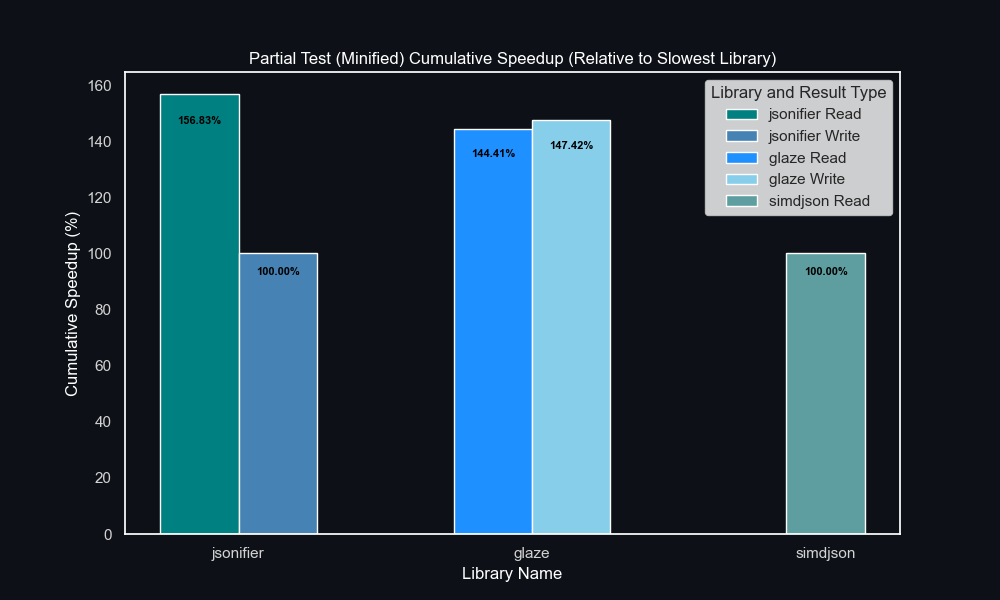 Partial Test (Minified) Cumulative Speedup (Relative to Slowest Library)
160
140
120
100
80
60
40
20
0
Cumulative Speedup (%)
156.83%
100.00%
144.41%
147.42%
100.00%
Library and Result Type
jsonifier Read
jsonifier Write
glaze Read
glaze Write
simdjson Read
jsonifier
glaze
simdjson
Library Name